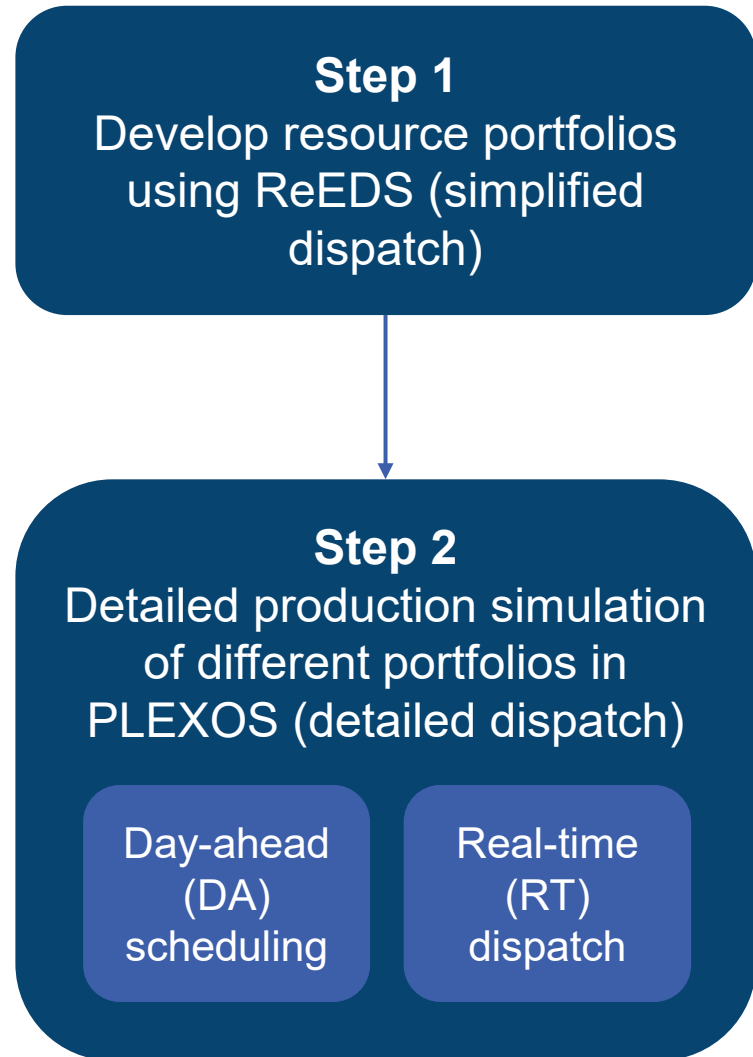 Step 1
Develop resource portfolios
using ReEDS (simplified
dispatch)
Step 2
Detailed production simulation
of different portfolios in
PLEXOS (detailed dispatch)
Day-ahead
(DA)
scheduling
Real-time
(RT)
dispatch